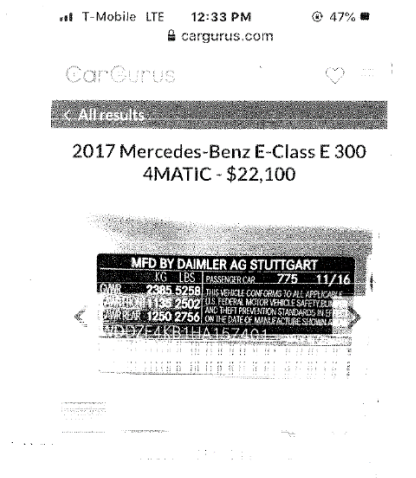 T-Mobile LTE 12:33 PM 47%
cargurus.com
CarGurus
< All results
2017 Mercedes-Benz E-Class E 300
4MATIC - $22,100
MFD BY DAIMLER AG STUTTGART
KG LBS PASSENGER CAR 775 11/16
GVWR 2385 5258 THIS VEHICLE CONFORMS TO ALL APPLICABLE
GAWR FRONT 1135 2502 U.S. FEDERAL MOTOR VEHICLE SAFETY, BUMPER
GAWR REAR 1250 2756 AND THEFT PREVENTION STANDARDS IN EFFECT
ON THE DATE OF MANUFACTURE SHOWN